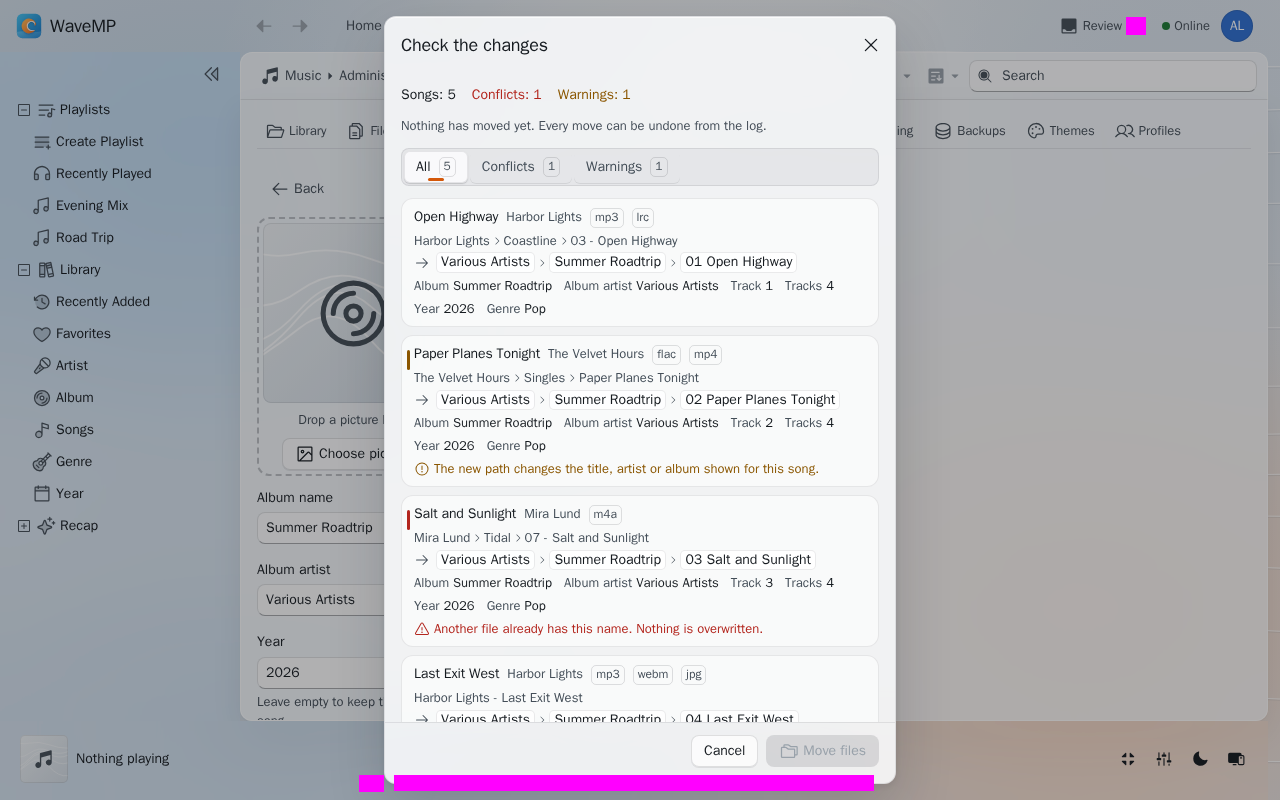 WaveMP
Home
Review
Online
AL
Check the changes
Songs: 5 Conflicts: 1 Warnings: 1
Nothing has moved yet. Every move can be undone from the log.
All 5 Conflicts 1 Warnings 1
Open Highway Harbor Lights mp3 lrc
Harbor Lights > Coastline > 03 - Open Highway
→ Various Artists > Summer Roadtrip > 01 Open Highway
Album Summer Roadtrip Album artist Various Artists Track 1 Tracks 4
Year 2026 Genre Pop
Paper Planes Tonight The Velvet Hours flac mp4
The Velvet Hours > Singles > Paper Planes Tonight
→ Various Artists > Summer Roadtrip > 02 Paper Planes Tonight
Album Summer Roadtrip Album artist Various Artists Track 2 Tracks 4
Year 2026 Genre Pop
The new path changes the title, artist or album shown for this song.
Salt and Sunlight Mira Lund m4a
Mira Lund > Tidal > 07 - Salt and Sunlight
→ Various Artists > Summer Roadtrip > 03 Salt and Sunlight
Album Summer Roadtrip Album artist Various Artists Track 3 Tracks 4
Year 2026 Genre Pop
Another file already has this name. Nothing is overwritten.
Last Exit West Harbor Lights mp3 webm jpg
Harbor Lights - Last Exit West
→ Various Artists > Summer Roadtrip > 04 Last Exit West
Cancel Move files
Playlists
Create Playlist
Recently Played
Evening Mix
Road Trip
Library
Recently Added
Favorites
Artist
Album
Songs
Genre
Year
Recap
Music
Search
Library
Backups
Themes
Profiles
Back
Drop a picture
Album name
Summer Roadtrip
Album artist
Various Artists
Year
2026
Leave empty to keep
Nothing playing